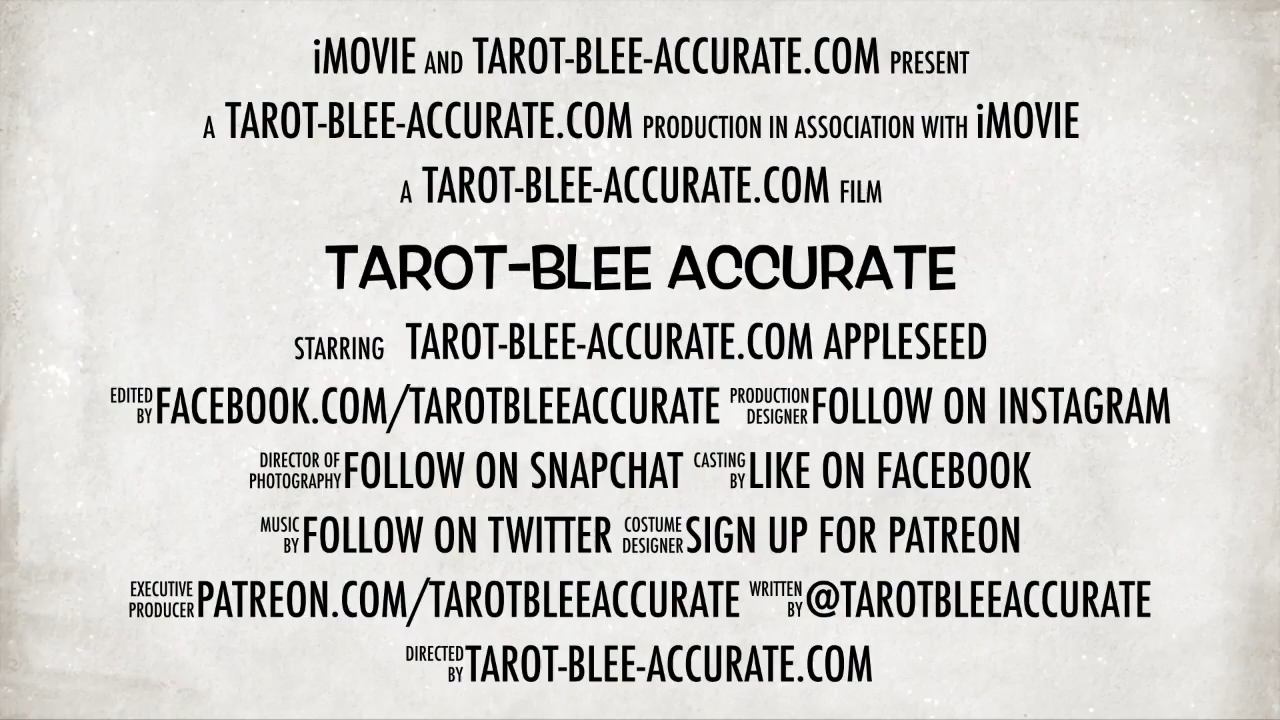 iMOVIE AND TAROT-BLEE-ACCURATE.COM PRESENT
A TAROT-BLEE-ACCURATE.COM PRODUCTION IN ASSOCIATION WITH iMOVIE
A TAROT-BLEE-ACCURATE.COM FILM
TAROT-BLEE ACCURATE
STARRING TAROT-BLEE-ACCURATE.COM APPLESEED
EDITED BY FACEBOOK.COM/TAROTBLEEACCURATE PRODUCTION DESIGNER FOLLOW ON INSTAGRAM
DIRECTOR OF PHOTOGRAPHY FOLLOW ON SNAPCHAT CASTING BY LIKE ON FACEBOOK
MUSIC BY FOLLOW ON TWITTER COSTUME DESIGNER SIGN UP FOR PATREON
EXECUTIVE PRODUCER PATREON.COM/TAROTBLEEACCURATE WRITTEN BY @TAROTBLEEACCURATE
DIRECTED BY TAROT-BLEE-ACCURATE.COM